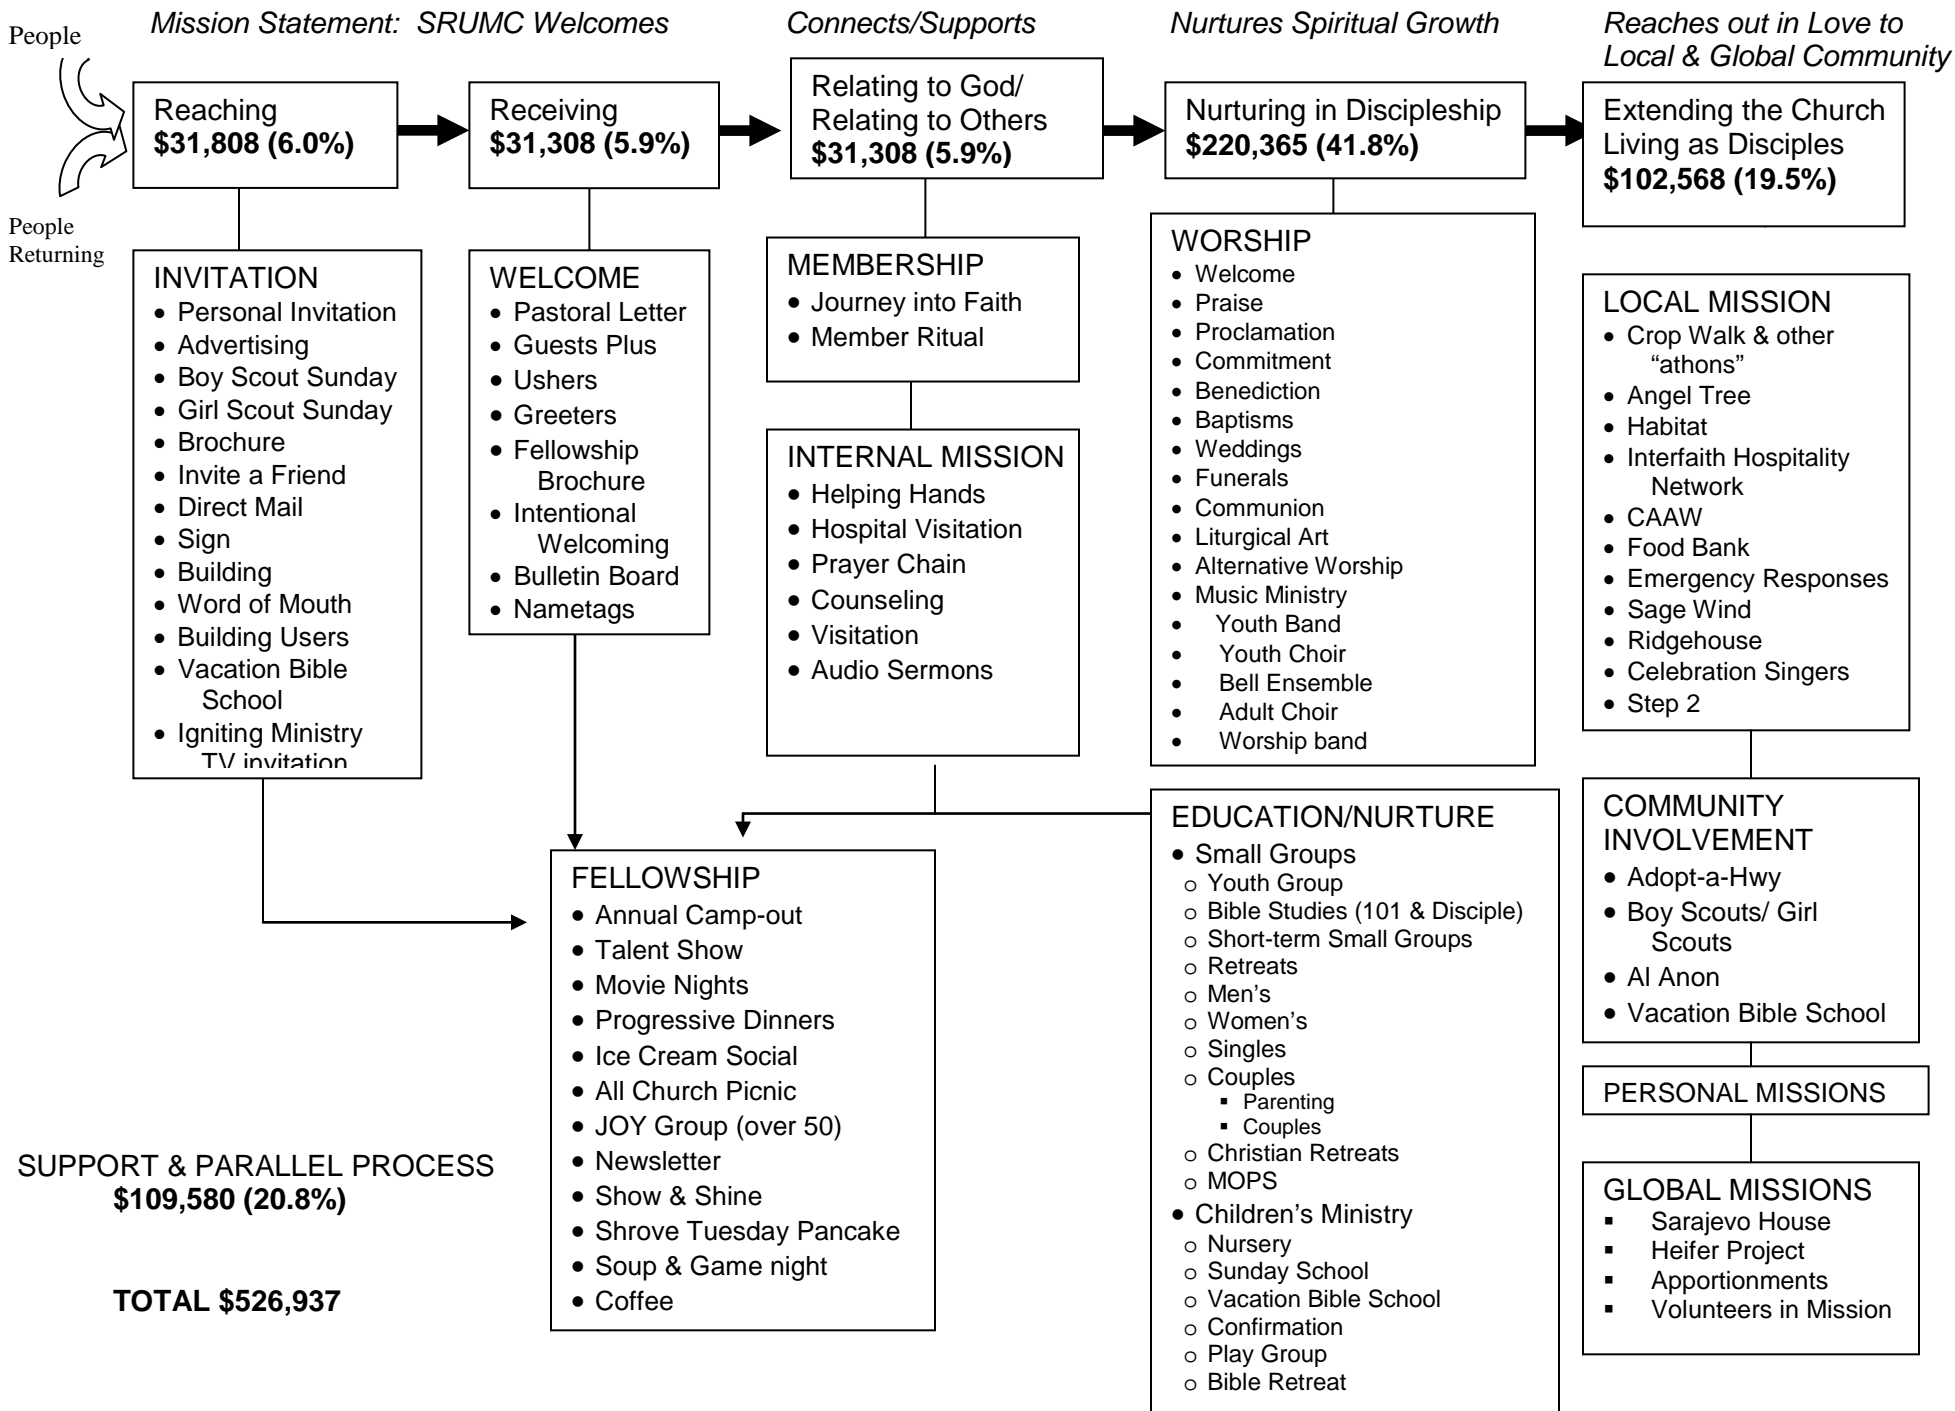 People
Mission Statement:  SRUMC Welcomes
Connects/Supports
Nurtures Spiritual Growth
Reaches out in Love to
Local & Global Community
People
Returning
Reaching
$31,808 (6.0%)
Receiving
$31,308 (5.9%)
Relating to God/
Relating to Others
$31,308 (5.9%)
Nurturing in Discipleship
$220,365 (41.8%)
Extending the Church
Living as Disciples
$102,568 (19.5%)
INVITATION
• Personal Invitation
• Advertising
• Boy Scout Sunday
• Girl Scout Sunday
• Brochure
• Invite a Friend
• Direct Mail
• Sign
• Building
• Word of Mouth
• Building Users
• Vacation Bible
School
• Igniting Ministry
TV invitation
WELCOME
• Pastoral Letter
• Guests Plus
• Ushers
• Greeters
• Fellowship
Brochure
• Intentional
Welcoming
• Bulletin Board
• Nametags
MEMBERSHIP
• Journey into Faith
• Member Ritual
INTERNAL MISSION
• Helping Hands
• Hospital Visitation
• Prayer Chain
• Counseling
• Visitation
• Audio Sermons
WORSHIP
• Welcome
• Praise
• Proclamation
• Commitment
• Benediction
• Baptisms
• Weddings
• Funerals
• Communion
• Liturgical Art
• Alternative Worship
• Music Ministry
• Youth Band
• Youth Choir
• Bell Ensemble
• Adult Choir
• Worship band
LOCAL MISSION
• Crop Walk & other
“athons”
• Angel Tree
• Habitat
• Interfaith Hospitality
Network
• CAAW
• Food Bank
• Emergency Responses
• Sage Wind
• Ridgehouse
• Celebration Singers
• Step 2
FELLOWSHIP
• Annual Camp-out
• Talent Show
• Movie Nights
• Progressive Dinners
• Ice Cream Social
• All Church Picnic
• JOY Group (over 50)
• Newsletter
• Show & Shine
• Shrove Tuesday Pancake
• Soup & Game night
• Coffee
EDUCATION/NURTURE
• Small Groups
o Youth Group
o Bible Studies (101 & Disciple)
o Short-term Small Groups
o Retreats
o Men’s
o Women’s
o Singles
o Couples
▪ Parenting
▪ Couples
o Christian Retreats
o MOPS
• Children’s Ministry
o Nursery
o Sunday School
o Vacation Bible School
o Confirmation
o Play Group
o Bible Retreat
COMMUNITY
INVOLVEMENT
• Adopt-a-Hwy
• Boy Scouts/ Girl
Scouts
• Al Anon
• Vacation Bible School
PERSONAL MISSIONS
GLOBAL MISSIONS
▪ Sarajevo House
▪ Heifer Project
▪ Apportionments
▪ Volunteers in Mission
SUPPORT & PARALLEL PROCESS
$109,580 (20.8%)
TOTAL $526,937